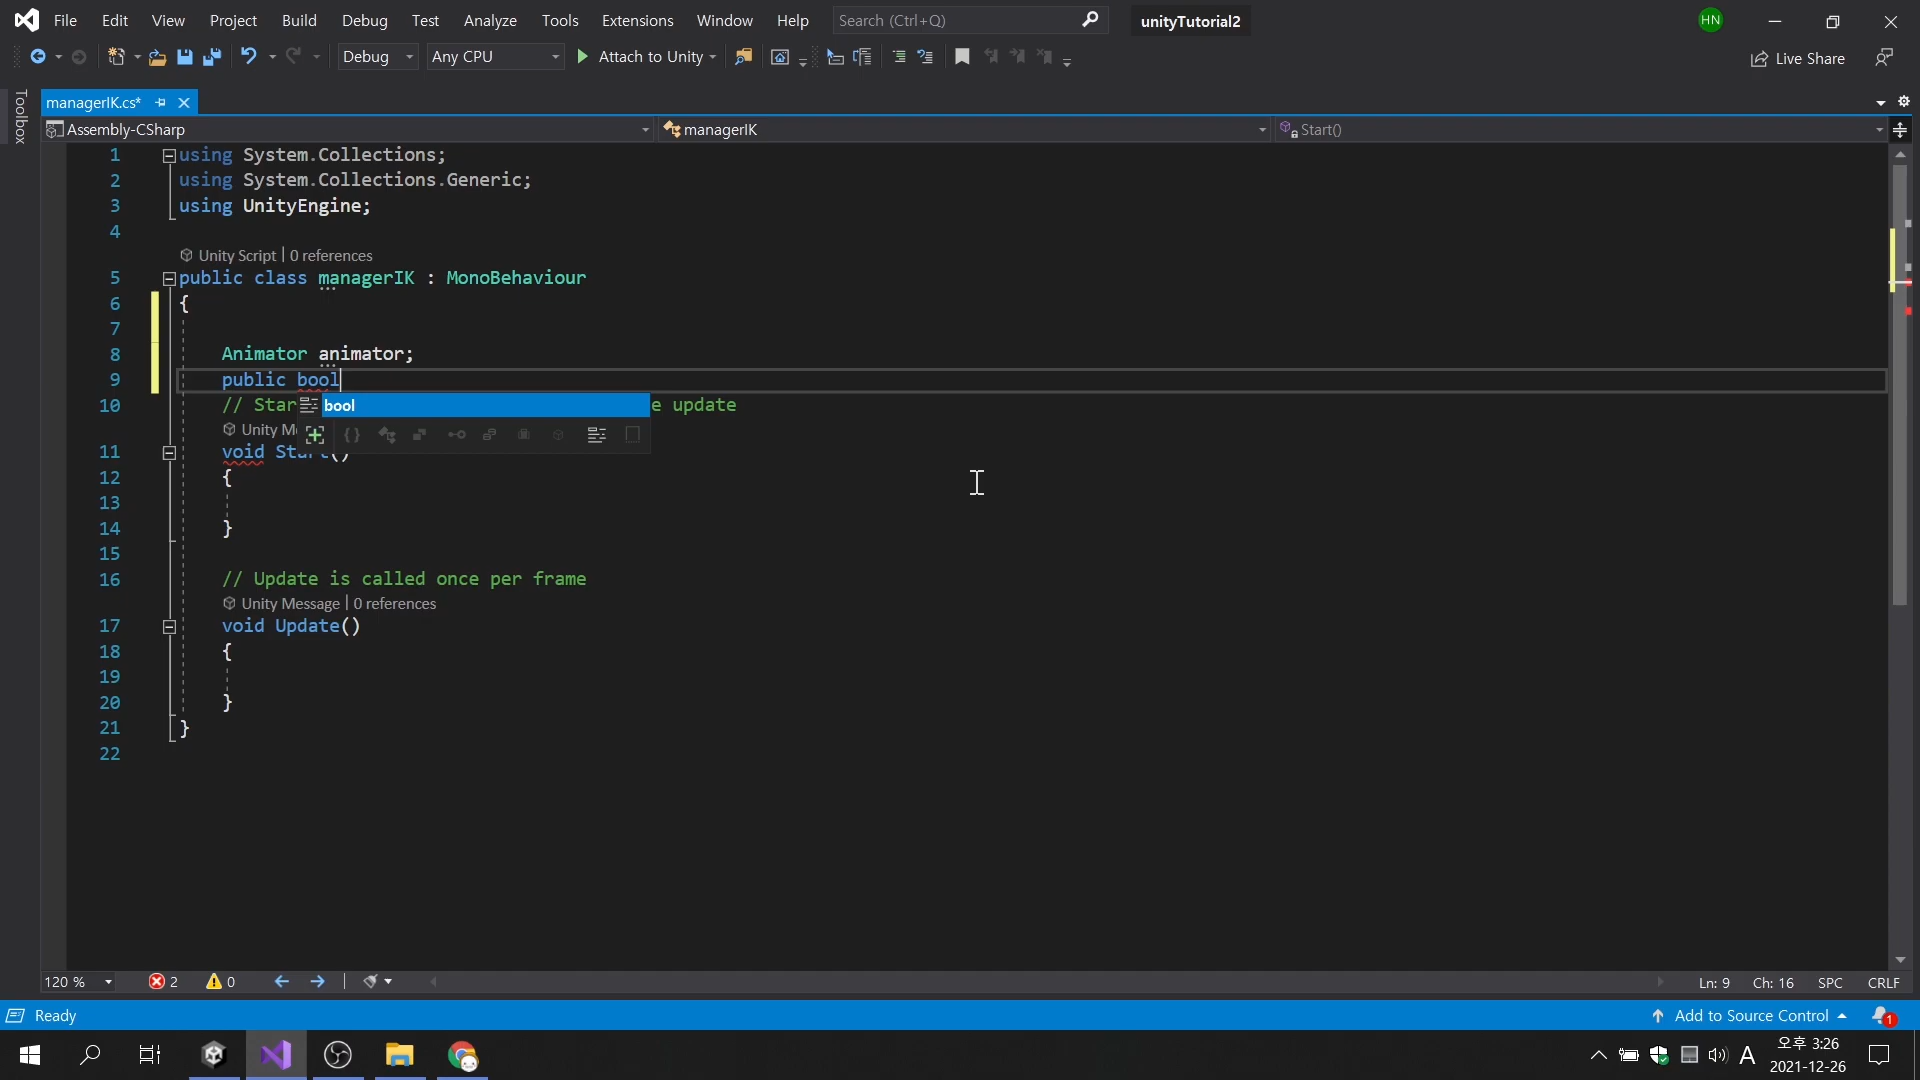 File Edit View Project Build Debug Test Analyze Tools Extensions Window Help Search (Ctrl+Q) unityTutorial2 HN
Debug Any CPU Attach to Unity Live Share
Toolbox
managerIK.cs*
Assembly-CSharp managerIK Start()
1 using System.Collections;
2 using System.Collections.Generic;
3 using UnityEngine;
4
Unity Script | 0 references
5 public class managerIK : MonoBehaviour
6 {
7
8 Animator animator;
9 public bool
10 // Star bool e update
Unity M
11 void Start()
12 {
13
14 }
15
16 // Update is called once per frame
Unity Message | 0 references
17 void Update()
18 {
19
20 }
21 }
22
120 % 2 0 Ln: 9 Ch: 16 SPC CRLF
Ready Add to Source Control 1
A 오후 3:26
2021-12-26